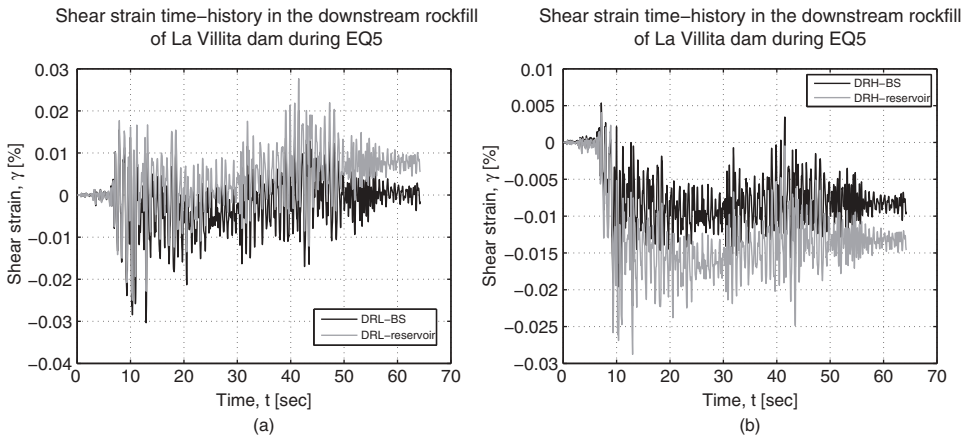 Shear strain time−history in the downstream rockfill
of La Villita dam during EQ5
0.03
0.02
0.01
0
−0.01
−0.02
−0.03
−0.04
Shear strain, γ [%]
DRL−BS
DRL−reservoir
0 10 20 30 40 50 60 70
Time, t [sec]
(a)
Shear strain time−history in the downstream rockfill
of La Villita dam during EQ5
0.01
0.005
0
−0.005
−0.01
−0.015
−0.02
−0.025
−0.03
Shear strain, γ [%]
DRH−BS
DRH−reservoir
0 10 20 30 40 50 60 70
Time, t [sec]
(b)